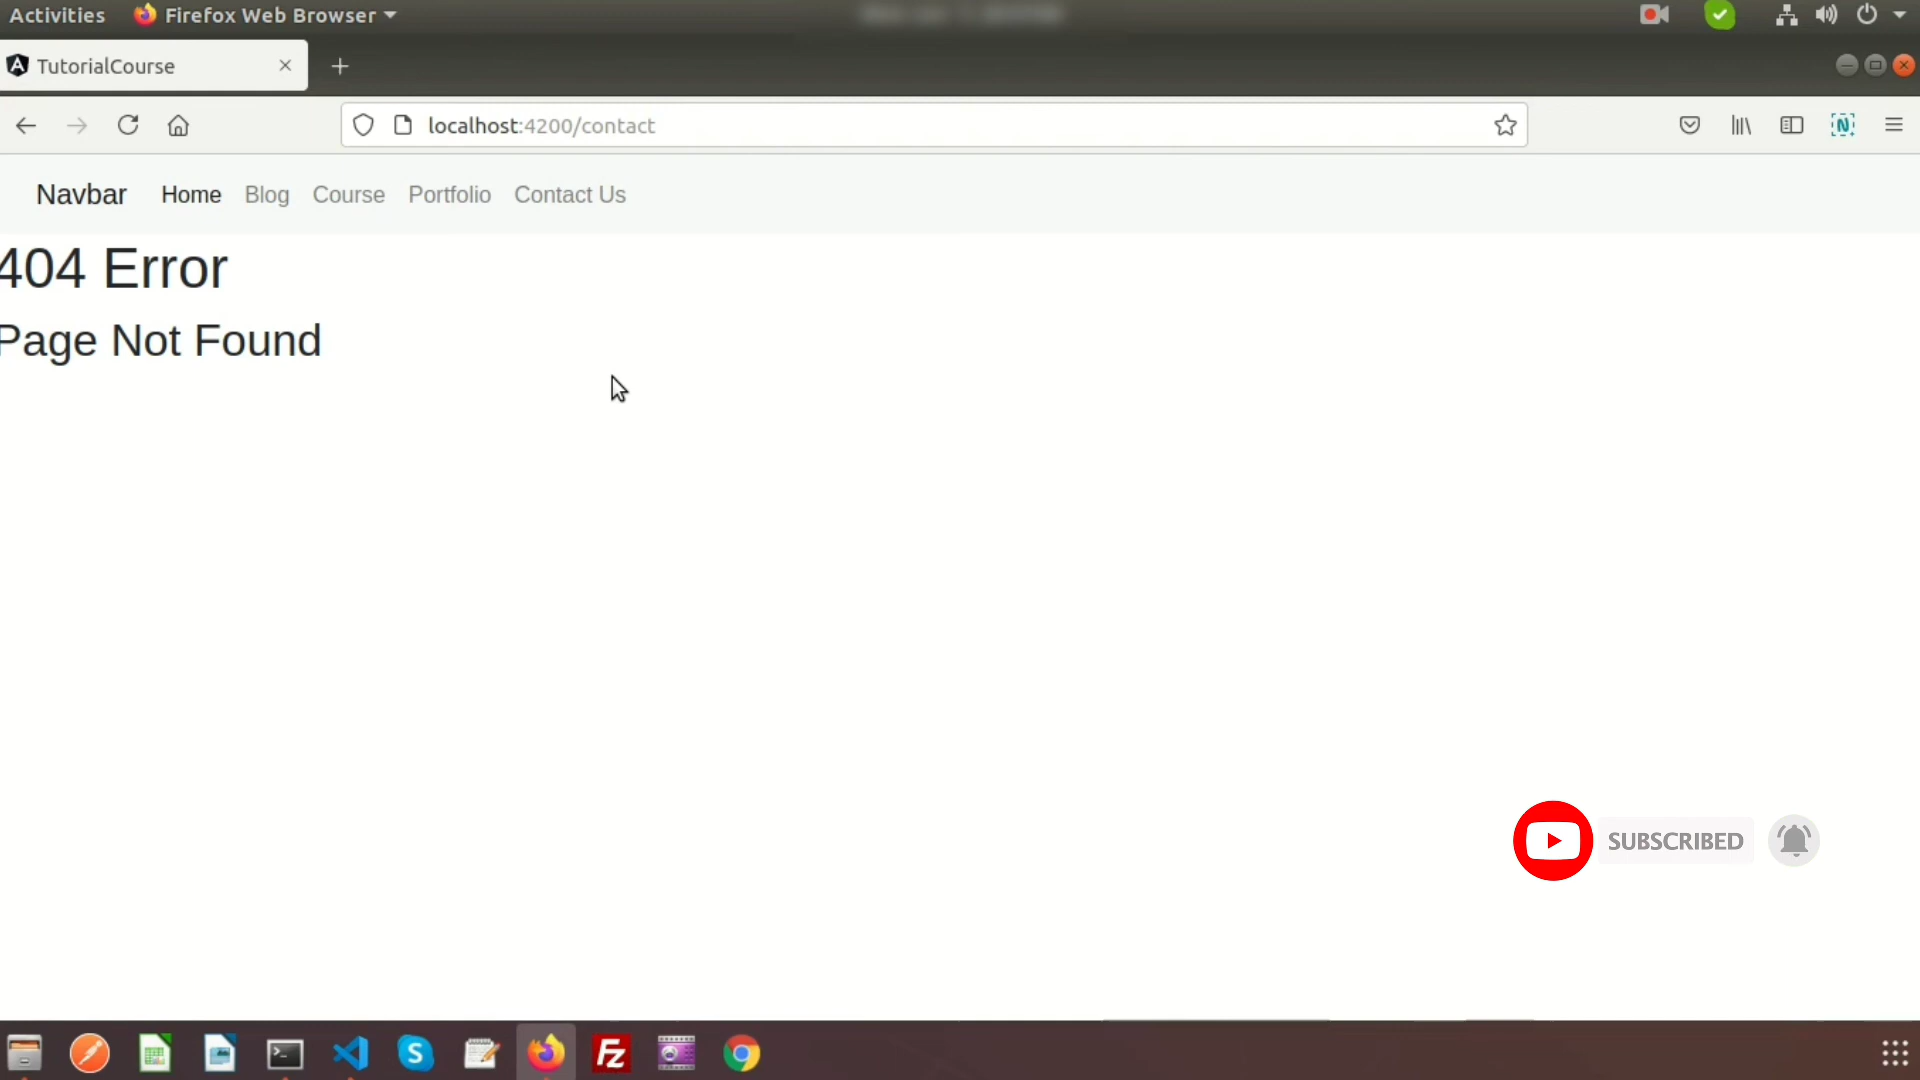 Activities Firefox Web Browser
TutorialCourse
localhost:4200/contact
Navbar Home Blog Course Portfolio Contact Us
404 Error
Page Not Found
SUBSCRIBED